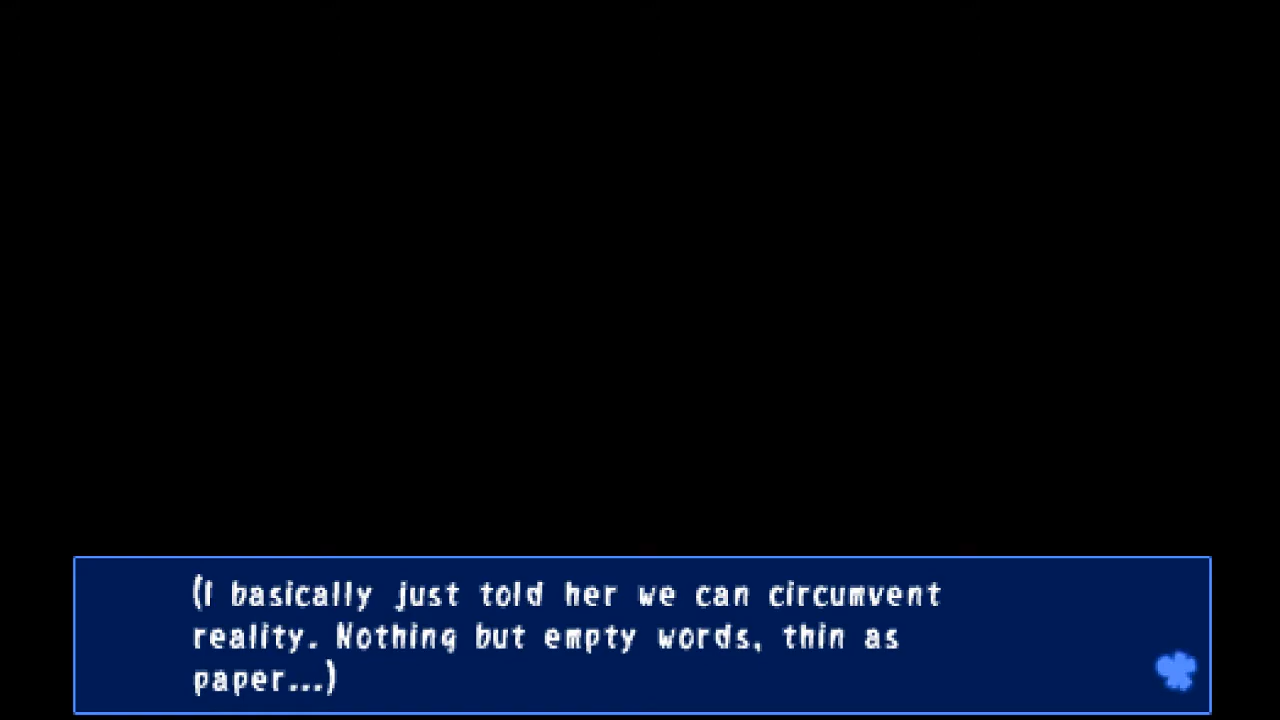 (I basically just told her we can circumvent
reality. Nothing but empty words, thin as
paper...)